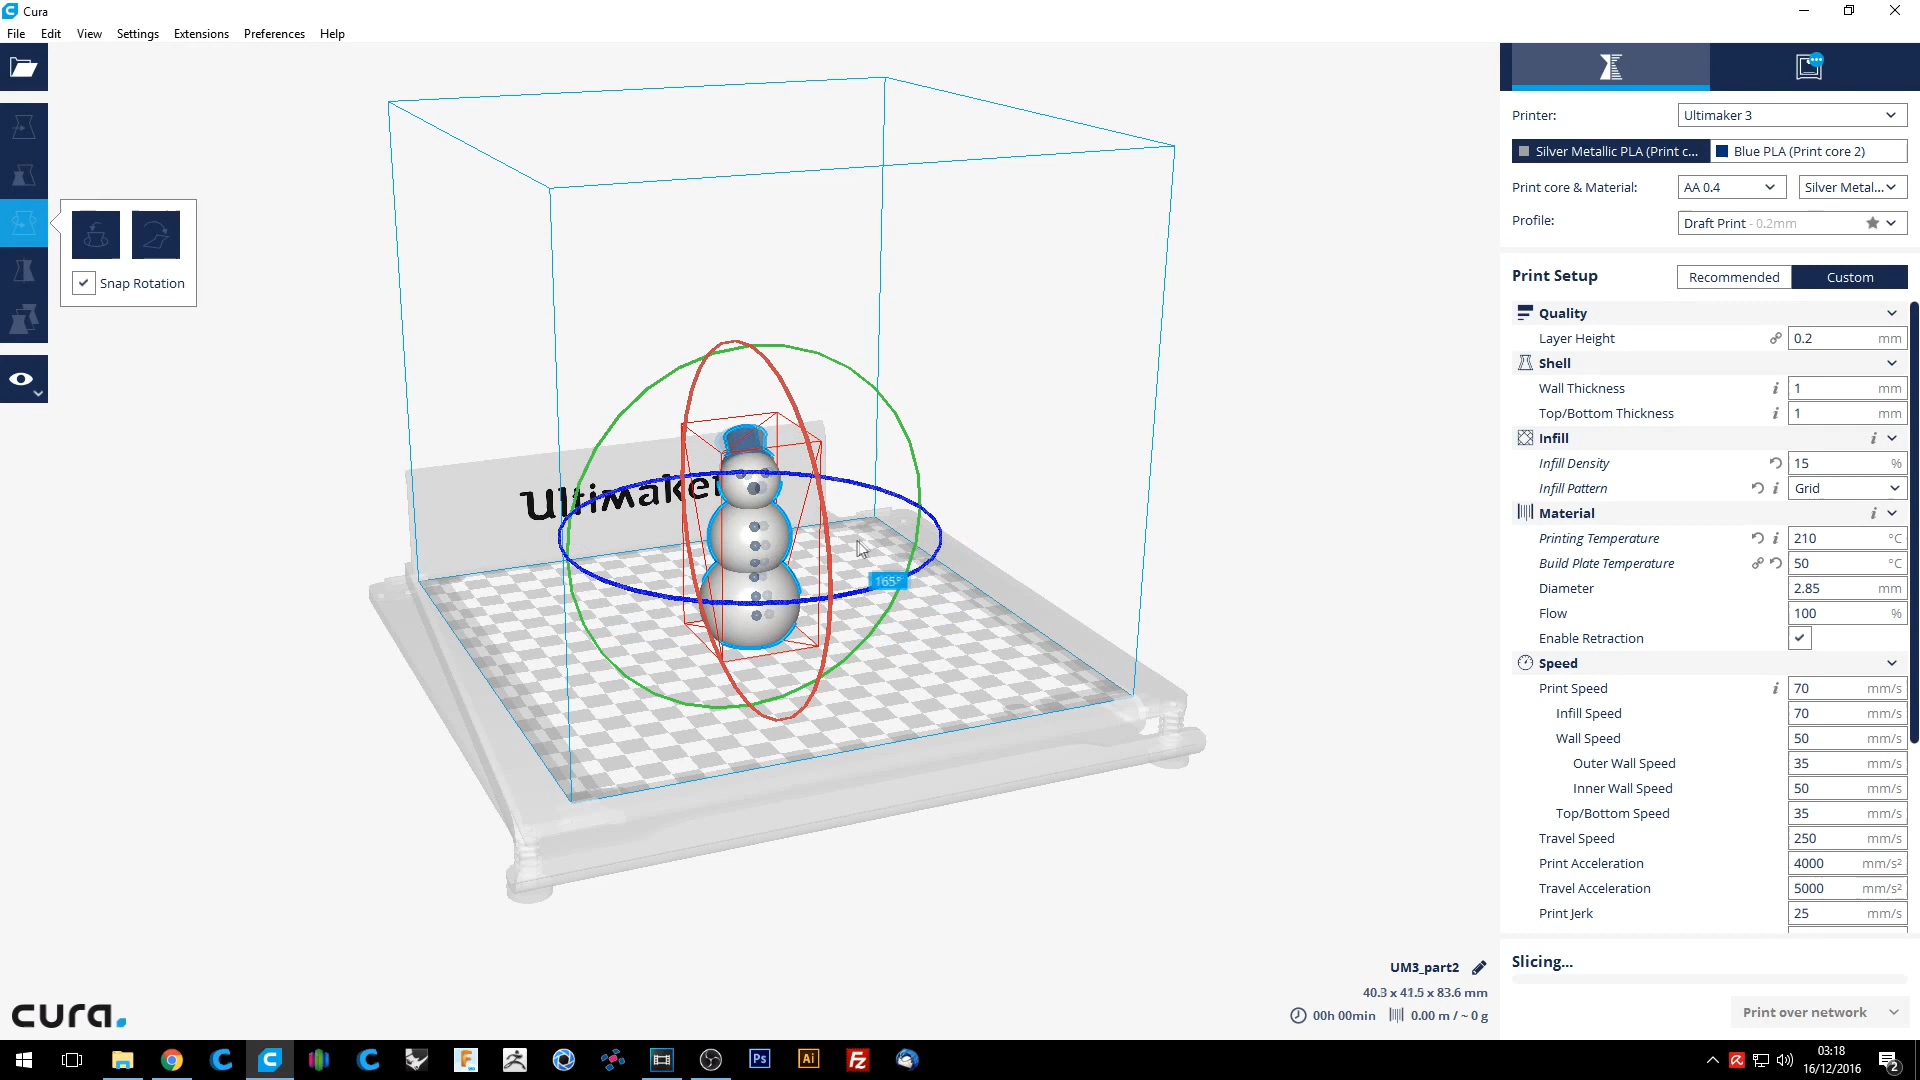 Cura
File Edit View Settings Extensions Preferences Help
Snap Rotation
Ultimaker
165°
Printer: Ultimaker 3
Silver Metallic PLA (Print c... Blue PLA (Print core 2)
Print core & Material: AA 0.4 Silver Metal...
Profile: Draft Print - 0.2mm
Print Setup Recommended Custom
Quality
Layer Height 0.2 mm
Shell
Wall Thickness i 1 mm
Top/Bottom Thickness i 1 mm
Infill i
Infill Density 15 %
Infill Pattern i Grid
Material i
Printing Temperature i 210 °C
Build Plate Temperature 50 °C
Diameter 2.85 mm
Flow 100 %
Enable Retraction
Speed
Print Speed i 70 mm/s
Infill Speed 70 mm/s
Wall Speed 50 mm/s
Outer Wall Speed 35 mm/s
Inner Wall Speed 50 mm/s
Top/Bottom Speed 35 mm/s
Travel Speed 250 mm/s
Print Acceleration 4000 mm/s²
Travel Acceleration 5000 mm/s²
Print Jerk 25 mm/s
UM3_part2
40.3 x 41.5 x 83.6 mm
00h 00min 0.00 m / ~ 0 g
Slicing...
Print over network
cura.
Ps Ai Fz
03:18
16/12/2016
2